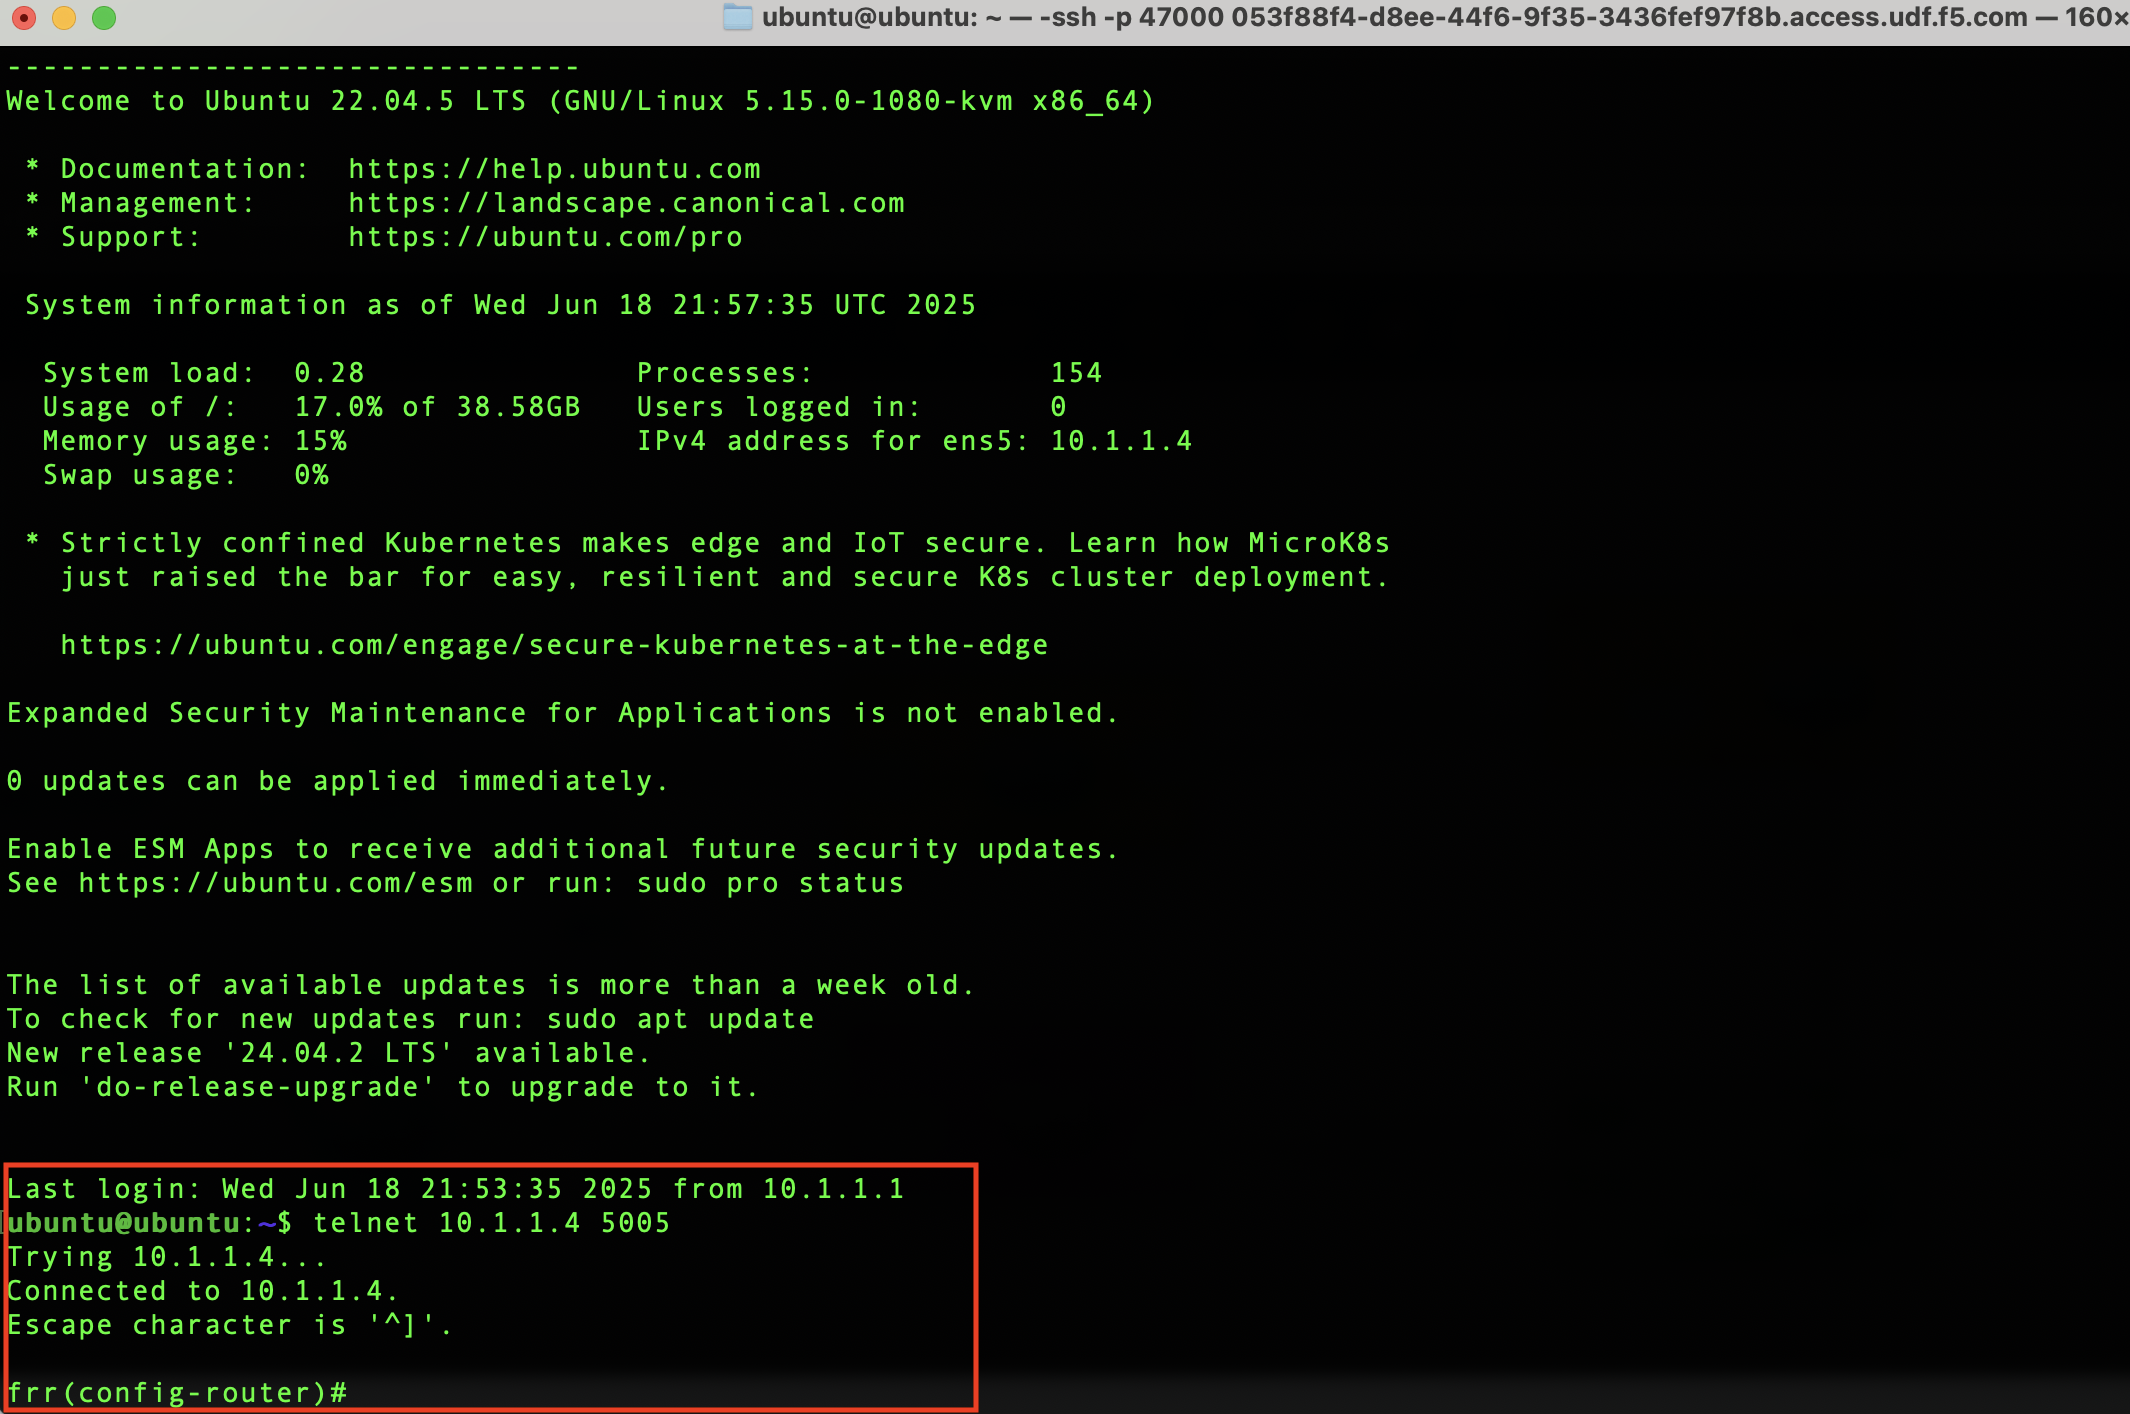 ubuntu@ubuntu: ~ — -ssh -p 47000 053f88f4-d8ee-44f6-9f35-3436fef97f8b.access.udf.f5.com — 160×
--------------------------------
Welcome to Ubuntu 22.04.5 LTS (GNU/Linux 5.15.0-1080-kvm x86_64)
* Documentation:  https://help.ubuntu.com
* Management:     https://landscape.canonical.com
* Support:        https://ubuntu.com/pro
System information as of Wed Jun 18 21:57:35 UTC 2025
System load:  0.28               Processes:             154
Usage of /:   17.0% of 38.58GB   Users logged in:       0
Memory usage: 15%                IPv4 address for ens5: 10.1.1.4
Swap usage:   0%
* Strictly confined Kubernetes makes edge and IoT secure. Learn how MicroK8s
just raised the bar for easy, resilient and secure K8s cluster deployment.
https://ubuntu.com/engage/secure-kubernetes-at-the-edge
Expanded Security Maintenance for Applications is not enabled.
0 updates can be applied immediately.
Enable ESM Apps to receive additional future security updates.
See https://ubuntu.com/esm or run: sudo pro status
The list of available updates is more than a week old.
To check for new updates run: sudo apt update
New release '24.04.2 LTS' available.
Run 'do-release-upgrade' to upgrade to it.
Last login: Wed Jun 18 21:53:35 2025 from 10.1.1.1
ubuntu@ubuntu:~$ telnet 10.1.1.4 5005
Trying 10.1.1.4...
Connected to 10.1.1.4.
Escape character is '^]'.
frr(config-router)#